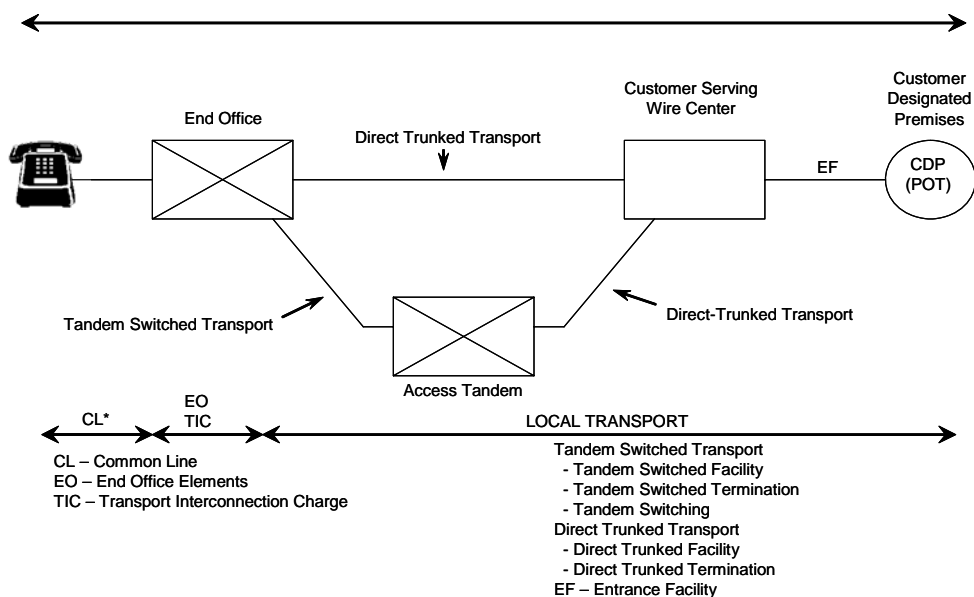 End Office
Direct Trunked Transport
Customer Serving
Wire Center
Customer
Designated
Premises
EF
CDP
(POT)
Tandem Switched Transport
Direct-Trunked Transport
Access Tandem
CL*
EO
TIC
LOCAL TRANSPORT
CL – Common Line
EO – End Office Elements
TIC – Transport Interconnection Charge
Tandem Switched Transport
- Tandem Switched Facility
- Tandem Switched Termination
- Tandem Switching
Direct Trunked Transport
- Direct Trunked Facility
- Direct Trunked Termination
EF – Entrance Facility